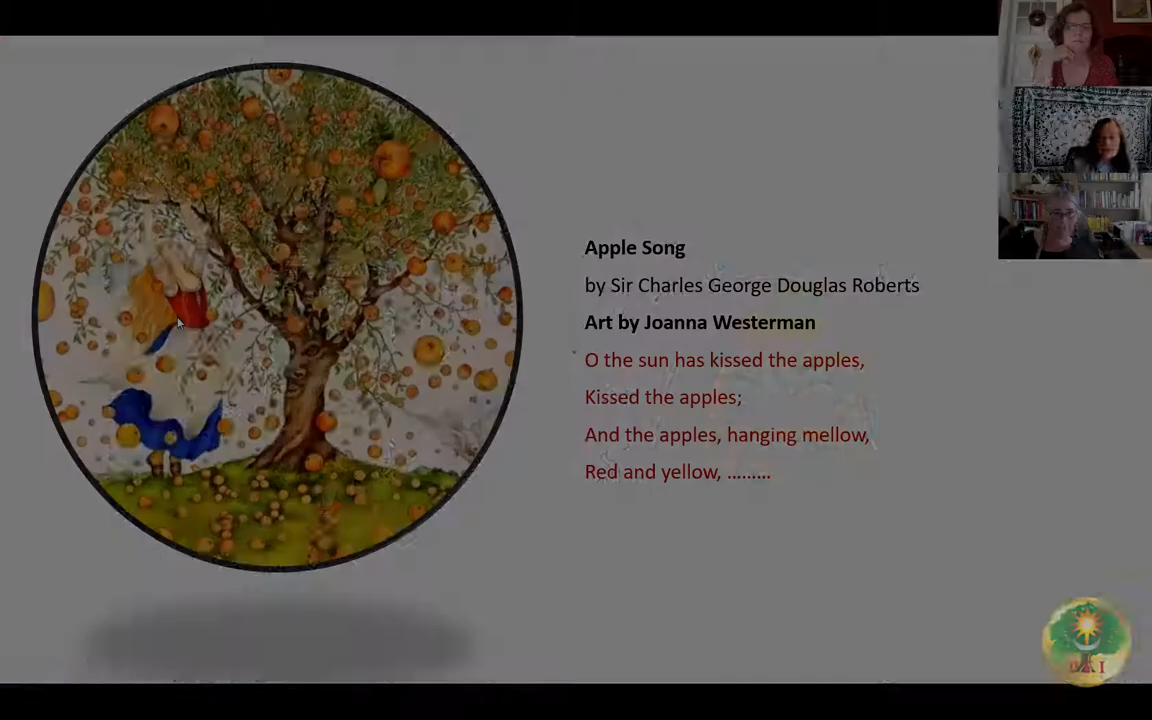 Apple Song
by Sir Charles George Douglas Roberts
Art by Joanna Westerman
O the sun has kissed the apples,
Kissed the apples;
And the apples, hanging mellow,
Red and yellow, .........